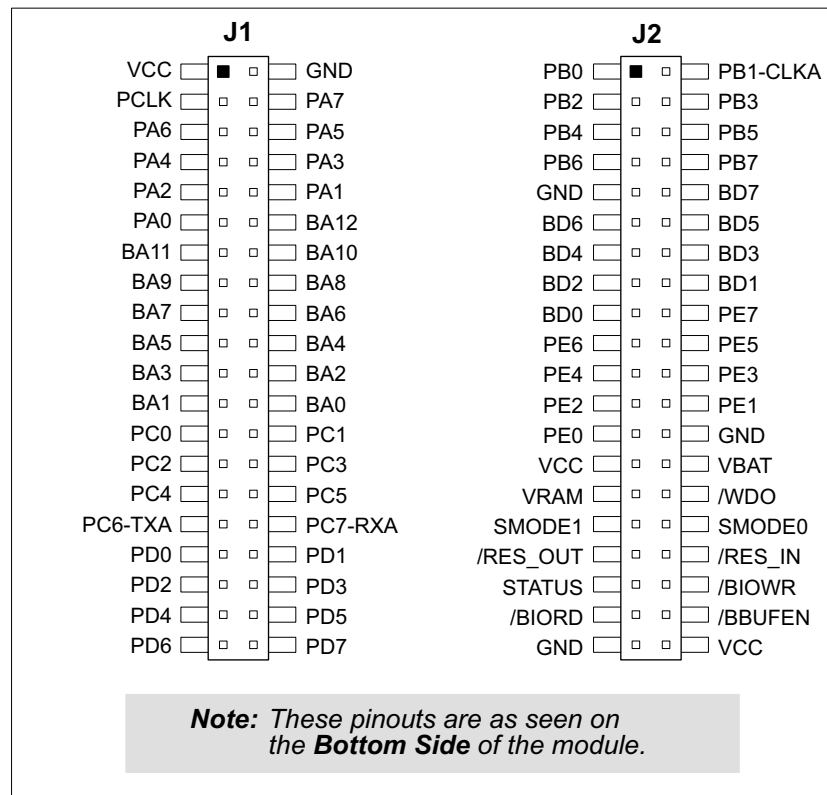 J1 J2
VCC GND PB0 PB1-CLKA
PCLK PA7 PB2 PB3
PA6 PA5 PB4 PB5
PA4 PA3 PB6 PB7
PA2 PA1 GND BD7
PA0 BA12 BD6 BD5
BA11 BA10 BD4 BD3
BA9 BA8 BD2 BD1
BA7 BA6 BD0 PE7
BA5 BA4 PE6 PE5
BA3 BA2 PE4 PE3
BA1 BA0 PE2 PE1
PC0 PC1 PE0 GND
PC2 PC3 VCC VBAT
PC4 PC5 VRAM /WDO
PC6-TXA PC7-RXA SMODE1 SMODE0
PD0 PD1 /RES_OUT /RES_IN
PD2 PD3 STATUS /BIOWR
PD4 PD5 /BIORD /BBUFEN
PD6 PD7 GND VCC
Note: These pinouts are as seen on
the Bottom Side of the module.